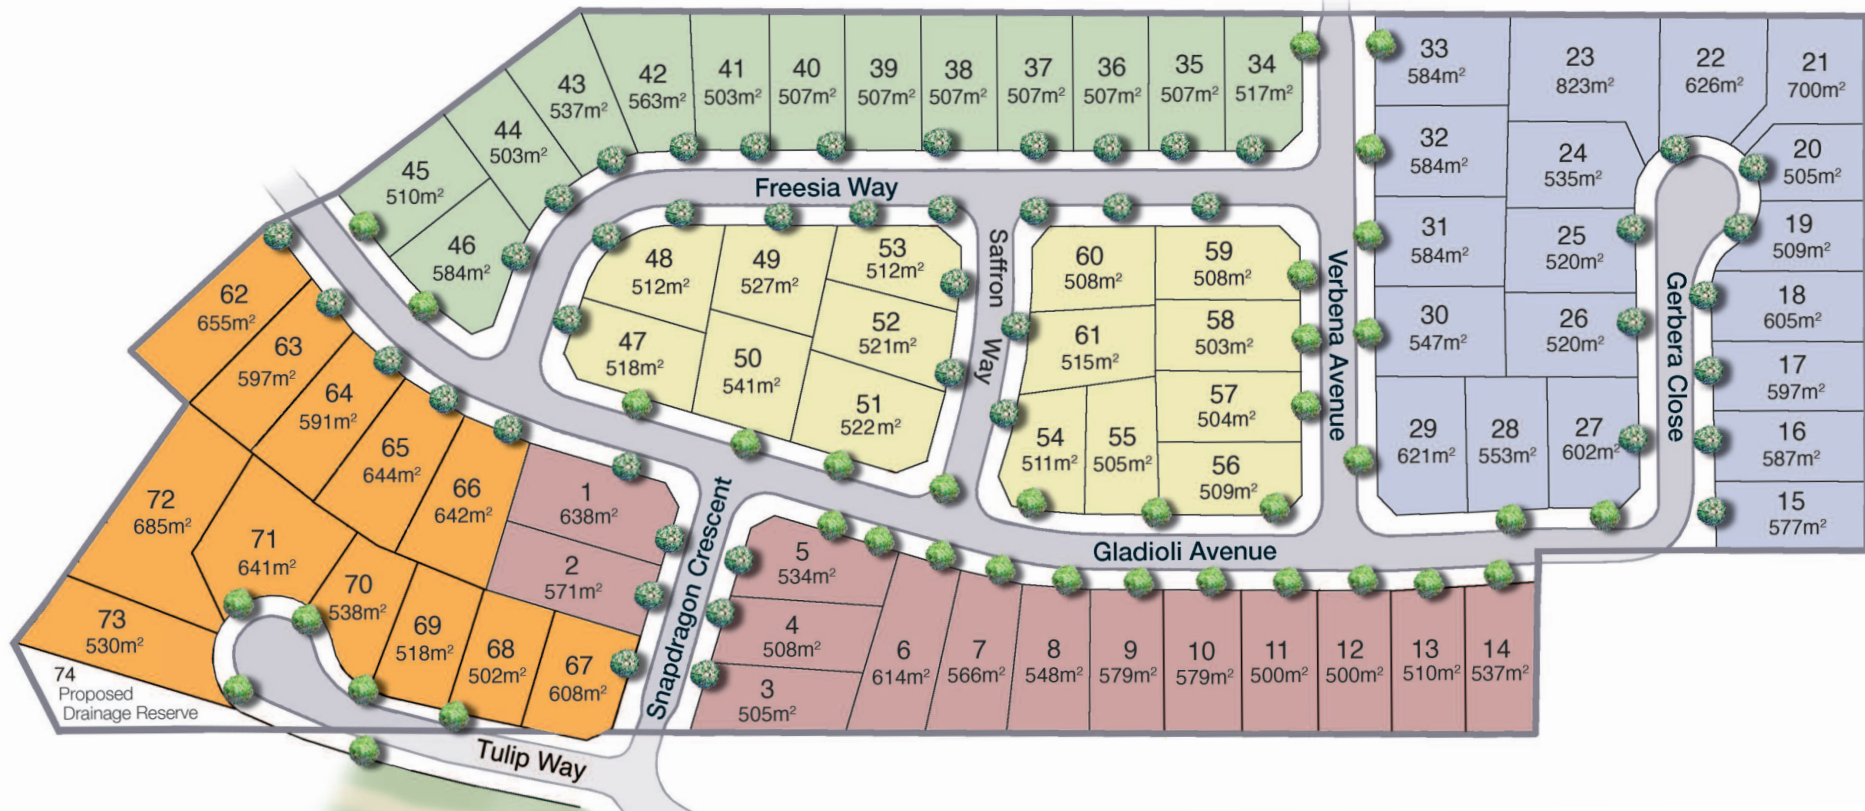 43
537m²
42
563m²
41
503m²
40
507m²
39
507m²
38
507m²
37
507m²
36
507m²
35
507m²
34
517m²
33
584m²
23
823m²
22
626m²
21
700m²
45
510m²
44
503m²
46
584m²
32
584m²
24
535m²
20
505m²
Freesia Way
31
584m²
25
520m²
19
509m²
30
547m²
26
520m²
18
605m²
17
597m²
29
621m²
28
553m²
27
602m²
16
587m²
15
577m²
Verbena Avenue
Gerbera Close
Saffron Way
48
512m²
49
527m²
53
512m²
47
518m²
50
541m²
52
521m²
51
522m²
60
508m²
59
508m²
61
515m²
58
503m²
57
504m²
54
511m²
55
505m²
56
509m²
62
655m²
63
597m²
64
591m²
65
644m²
66
642m²
1
638m²
2
571m²
72
685m²
71
641m²
70
538m²
69
518m²
68
502m²
67
608m²
73
530m²
74
Proposed
Drainage Reserve
Snapdragon Crescent
Gladioli Avenue
5
534m²
4
508m²
3
505m²
6
614m²
7
566m²
8
548m²
9
579m²
10
579m²
11
500m²
12
500m²
13
510m²
14
537m²
Tulip Way